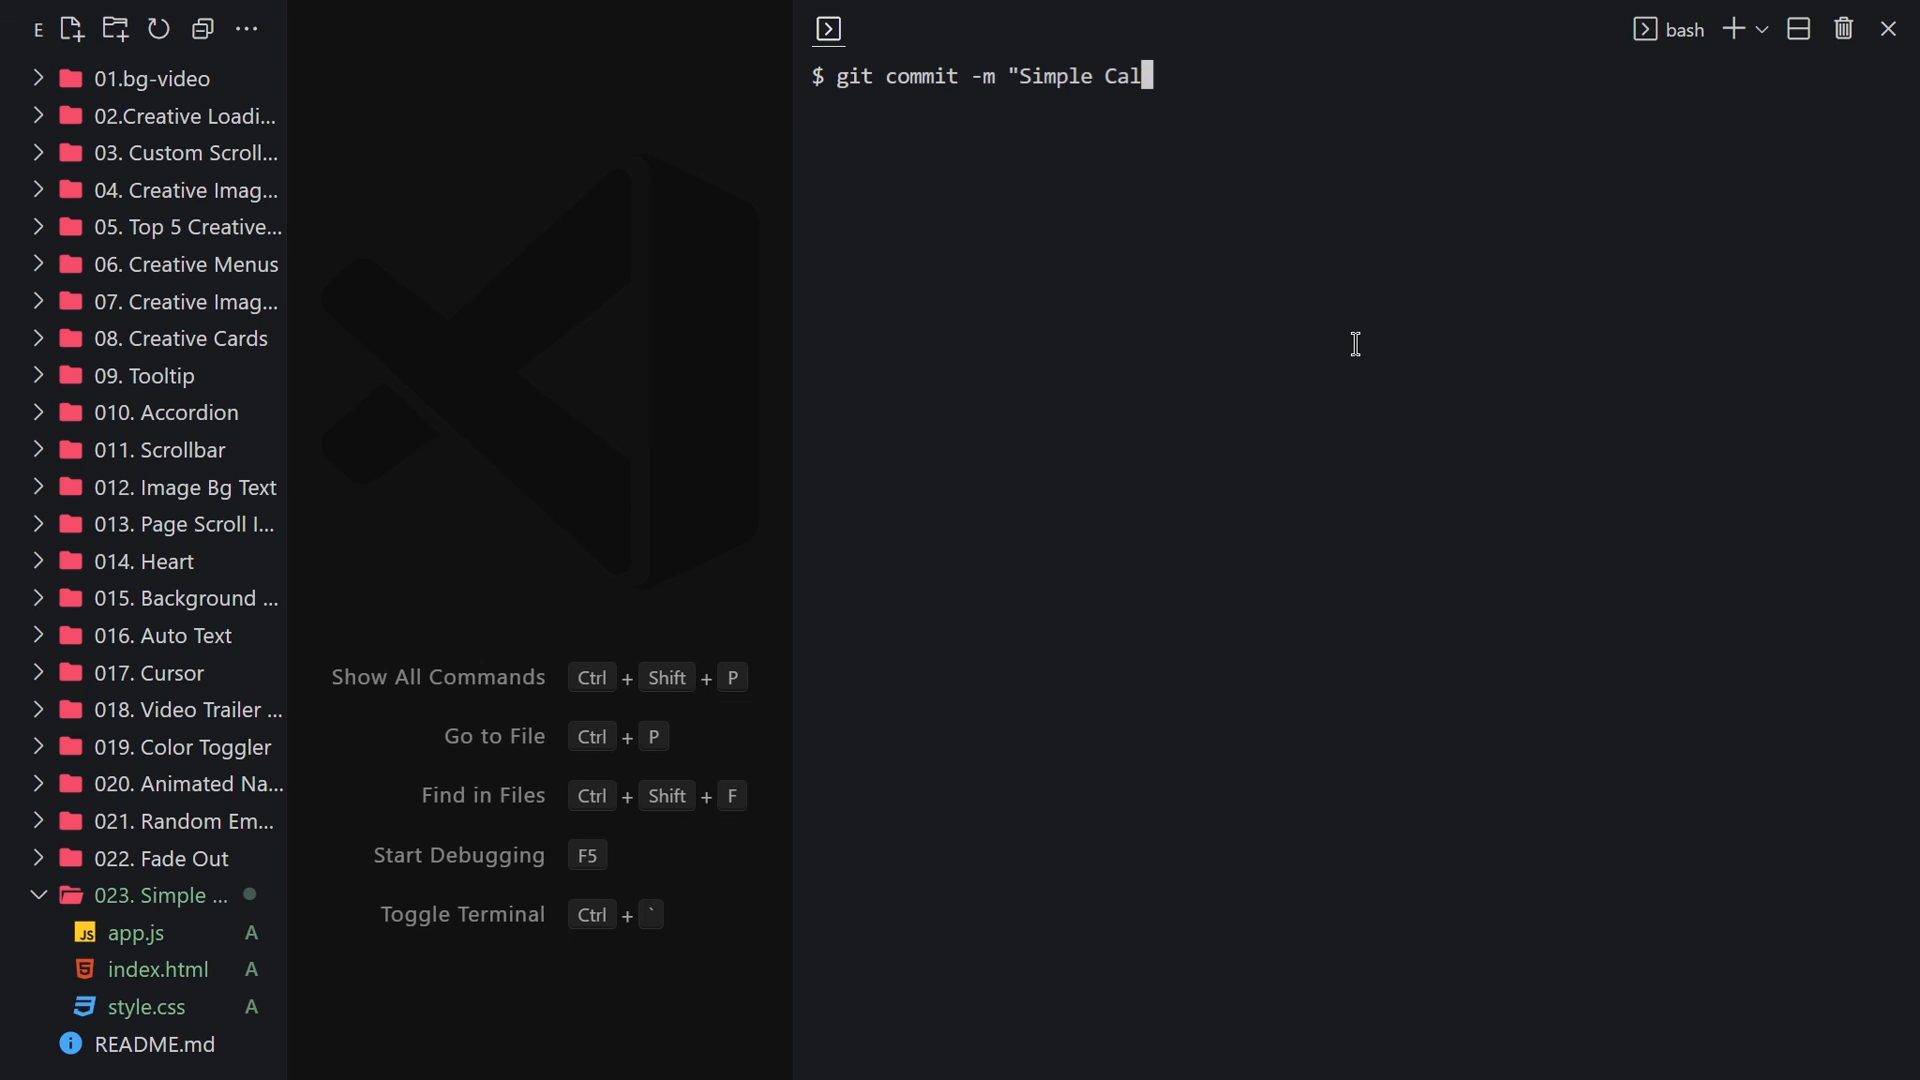 E
bash
01.bg-video
02.Creative Loadi...
03. Custom Scroll...
04. Creative Imag...
05. Top 5 Creative...
06. Creative Menus
07. Creative Imag...
08. Creative Cards
09. Tooltip
010. Accordion
011. Scrollbar
012. Image Bg Text
013. Page Scroll I...
014. Heart
015. Background ...
016. Auto Text
017. Cursor
018. Video Trailer ...
019. Color Toggler
020. Animated Na...
021. Random Em...
022. Fade Out
023. Simple ...
JS app.js A
index.html A
style.css A
README.md
Show All Commands Ctrl + Shift + P
Go to File Ctrl + P
Find in Files Ctrl + Shift + F
Start Debugging F5
Toggle Terminal Ctrl + `
$ git commit -m "Simple Cal